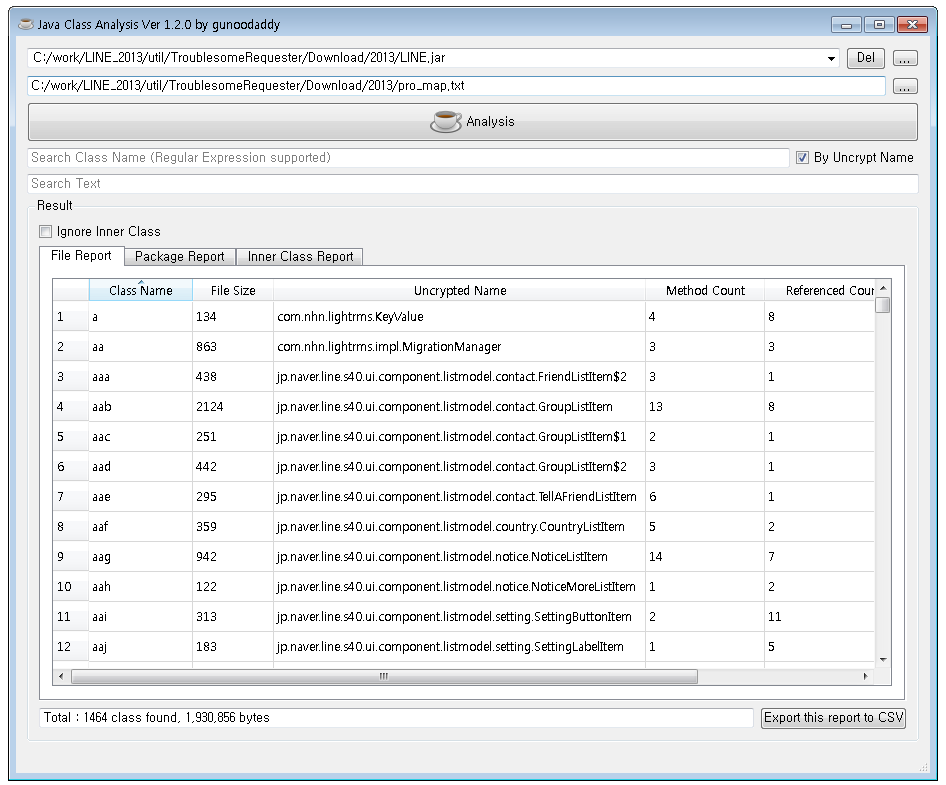 Java Class Analysis Ver 1.2.0 by gunoodaddy
C:/work/LINE_2013/util/TroublesomeRequester/Download/2013/LINE.jar Del ...
C:/work/LINE_2013/util/TroublesomeRequester/Download/2013/pro_map.txt ...
Analysis
Search Class Name (Regular Expression supported) By Uncrypt Name
Search Text
Result
Ignore Inner Class
File Report Package Report Inner Class Report
Class Name File Size Uncrypted Name Method Count Referenced Cour
1 a 134 com.nhn.lightrms.KeyValue 4 8
2 aa 863 com.nhn.lightrms.impl.MigrationManager 3 3
3 aaa 438 jp.naver.line.s40.ui.component.listmodel.contact.FriendListItem$2 3 1
4 aab 2124 jp.naver.line.s40.ui.component.listmodel.contact.GroupListItem 13 8
5 aac 251 jp.naver.line.s40.ui.component.listmodel.contact.GroupListItem$1 2 1
6 aad 442 jp.naver.line.s40.ui.component.listmodel.contact.GroupListItem$2 3 1
7 aae 295 jp.naver.line.s40.ui.component.listmodel.contact.TellAFriendListItem 6 1
8 aaf 359 jp.naver.line.s40.ui.component.listmodel.country.CountryListItem 5 2
9 aag 942 jp.naver.line.s40.ui.component.listmodel.notice.NoticeListItem 14 7
10 aah 122 jp.naver.line.s40.ui.component.listmodel.notice.NoticeMoreListItem 1 2
11 aai 313 jp.naver.line.s40.ui.component.listmodel.setting.SettingButtonItem 2 11
12 aaj 183 jp.naver.line.s40.ui.component.listmodel.setting.SettingLabelItem 1 5
Total : 1464 class found, 1,930,856 bytes Export this report to CSV